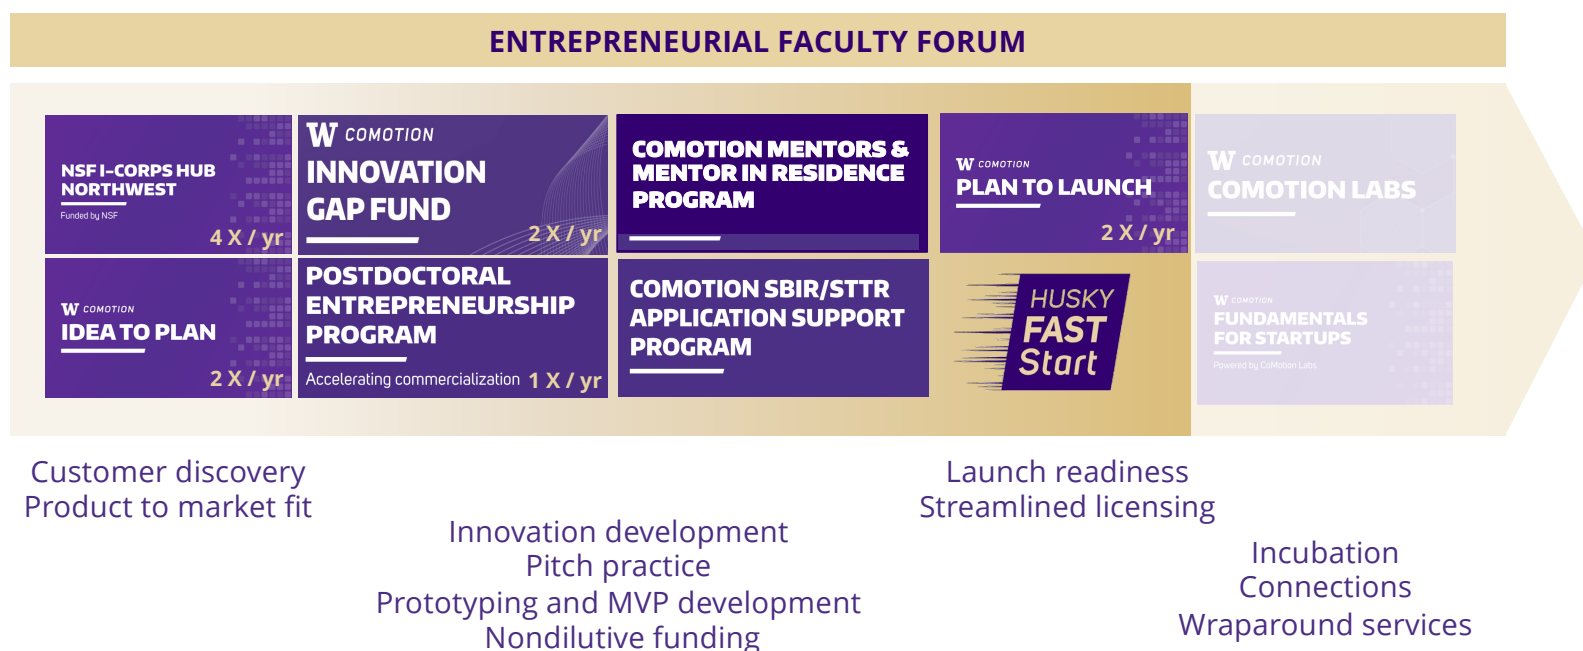 ENTREPRENEURIAL FACULTY FORUM
NSF I-CORPS HUB
NORTHWEST
Funded by NSF
4 X / yr
W COMOTION
IDEA TO PLAN
2 X / yr
W COMOTION
INNOVATION
GAP FUND
2 X / yr
POSTDOCTORAL
ENTREPRENEURSHIP
PROGRAM
Accelerating commercialization 1 X / yr
COMOTION MENTORS &
MENTOR IN RESIDENCE
PROGRAM
COMOTION SBIR/STTR
APPLICATION SUPPORT
PROGRAM
W COMOTION
PLAN TO LAUNCH
2 X / yr
HUSKY
FAST
Start
W COMOTION
COMOTION LABS
W COMOTION
FUNDAMENTALS
FOR STARTUPS
Powered by CoMotion Labs
Customer discovery
Product to market fit
Innovation development
Pitch practice
Prototyping and MVP development
Nondilutive funding
Launch readiness
Streamlined licensing
Incubation
Connections
Wraparound services